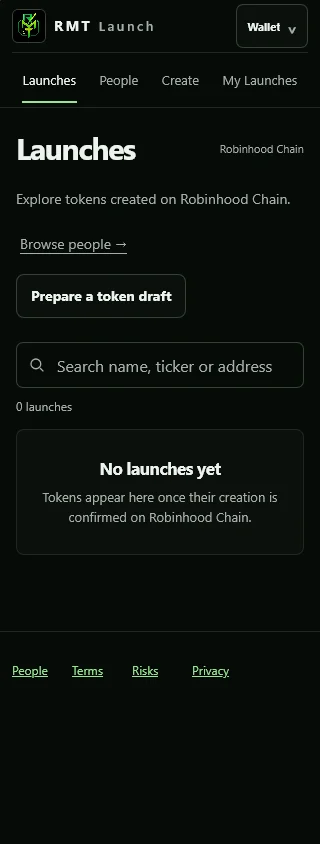 RMT Launch
Wallet
Launches People Create My Launches
Launches
Robinhood Chain
Explore tokens created on Robinhood Chain.
Browse people →
Prepare a token draft
Search name, ticker or address
0 launches
No launches yet
Tokens appear here once their creation is
confirmed on Robinhood Chain.
People Terms Risks Privacy